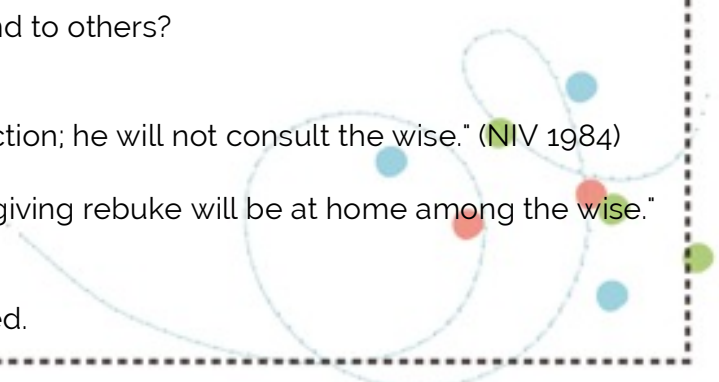 nd to others?
ction; he will not consult the wise." (NIV 1984)
giving rebuke will be at home among the wise."
ed.